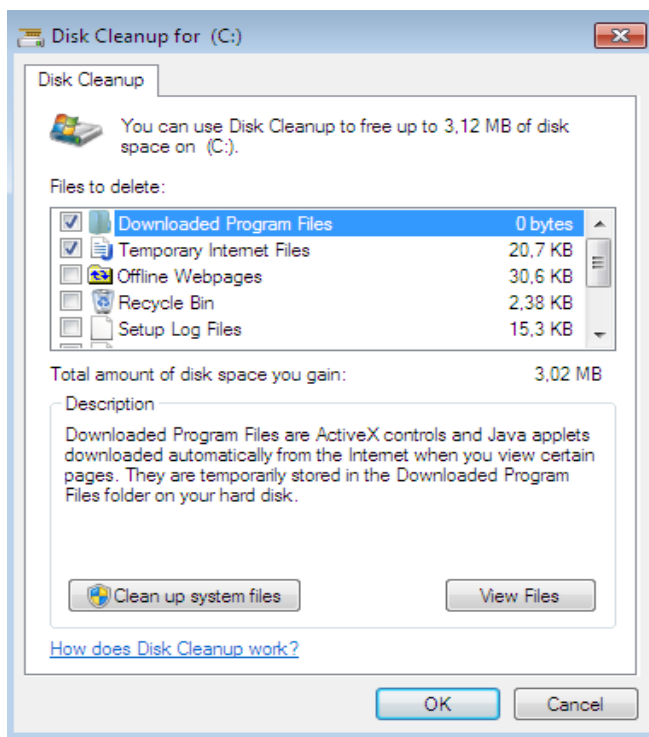 Disk Cleanup for (C:)
Disk Cleanup
You can use Disk Cleanup to free up to 3,12 MB of disk
space on (C:).
Files to delete:
Downloaded Program Files 0 bytes
Temporary Internet Files 20,7 KB
Offline Webpages 30,6 KB
Recycle Bin 2,38 KB
Setup Log Files 15,3 KB
Total amount of disk space you gain: 3,02 MB
Description
Downloaded Program Files are ActiveX controls and Java applets
downloaded automatically from the Internet when you view certain
pages. They are temporarily stored in the Downloaded Program
Files folder on your hard disk.
Clean up system files View Files
How does Disk Cleanup work?
OK Cancel